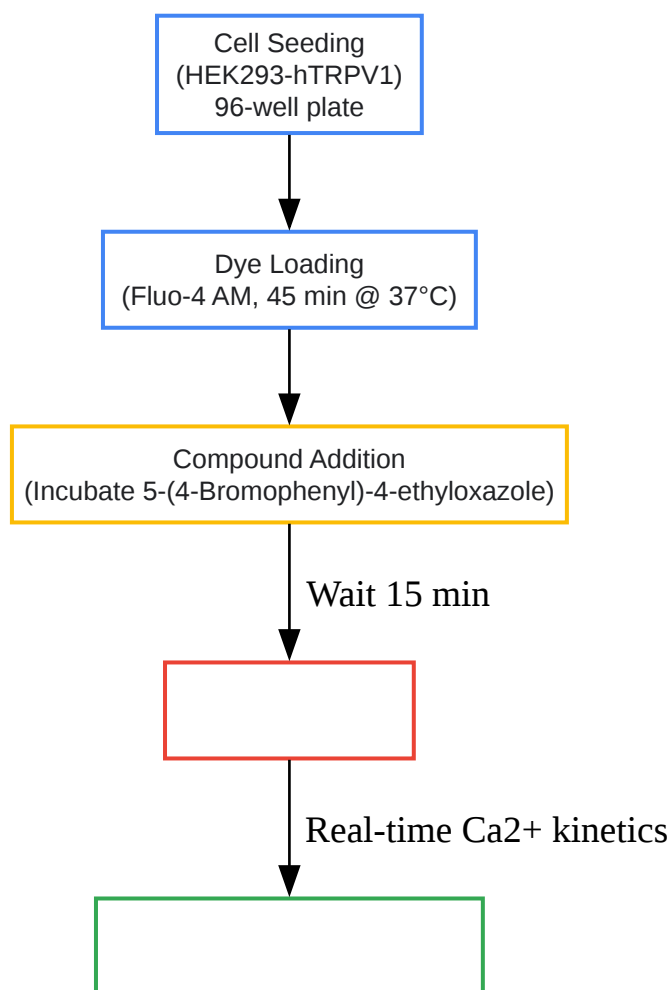 Cell Seeding
(HEK293-hTRPV1)
96-well plate
Dye Loading
(Fluo-4 AM, 45 min @ 37°C)
Compound Addition
(Incubate 5-(4-Bromophenyl)-4-ethyloxazole)
Wait 15 min
Real-time Ca2+ kinetics